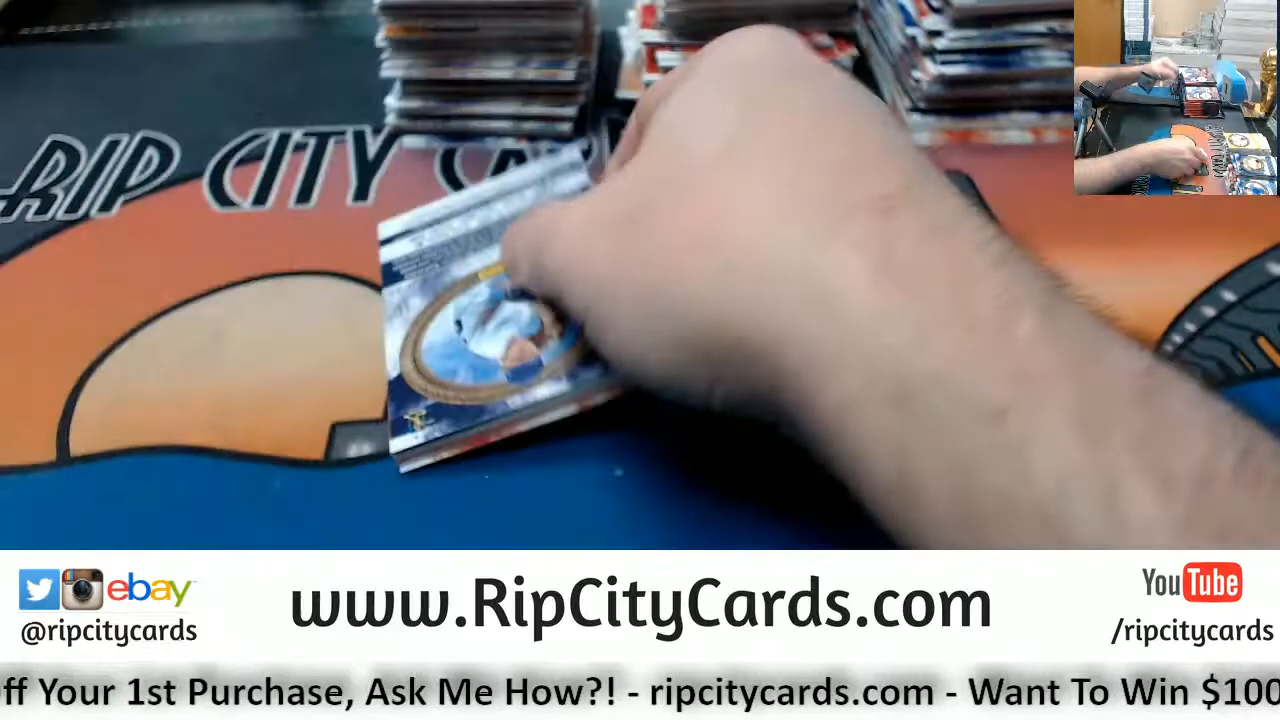 RIP CITY
ebay
@ripcitycards
www.RipCityCards.com
YouTube
/ripcitycards
ff Your 1st Purchase, Ask Me How?! - ripcitycards.com - Want To Win $100